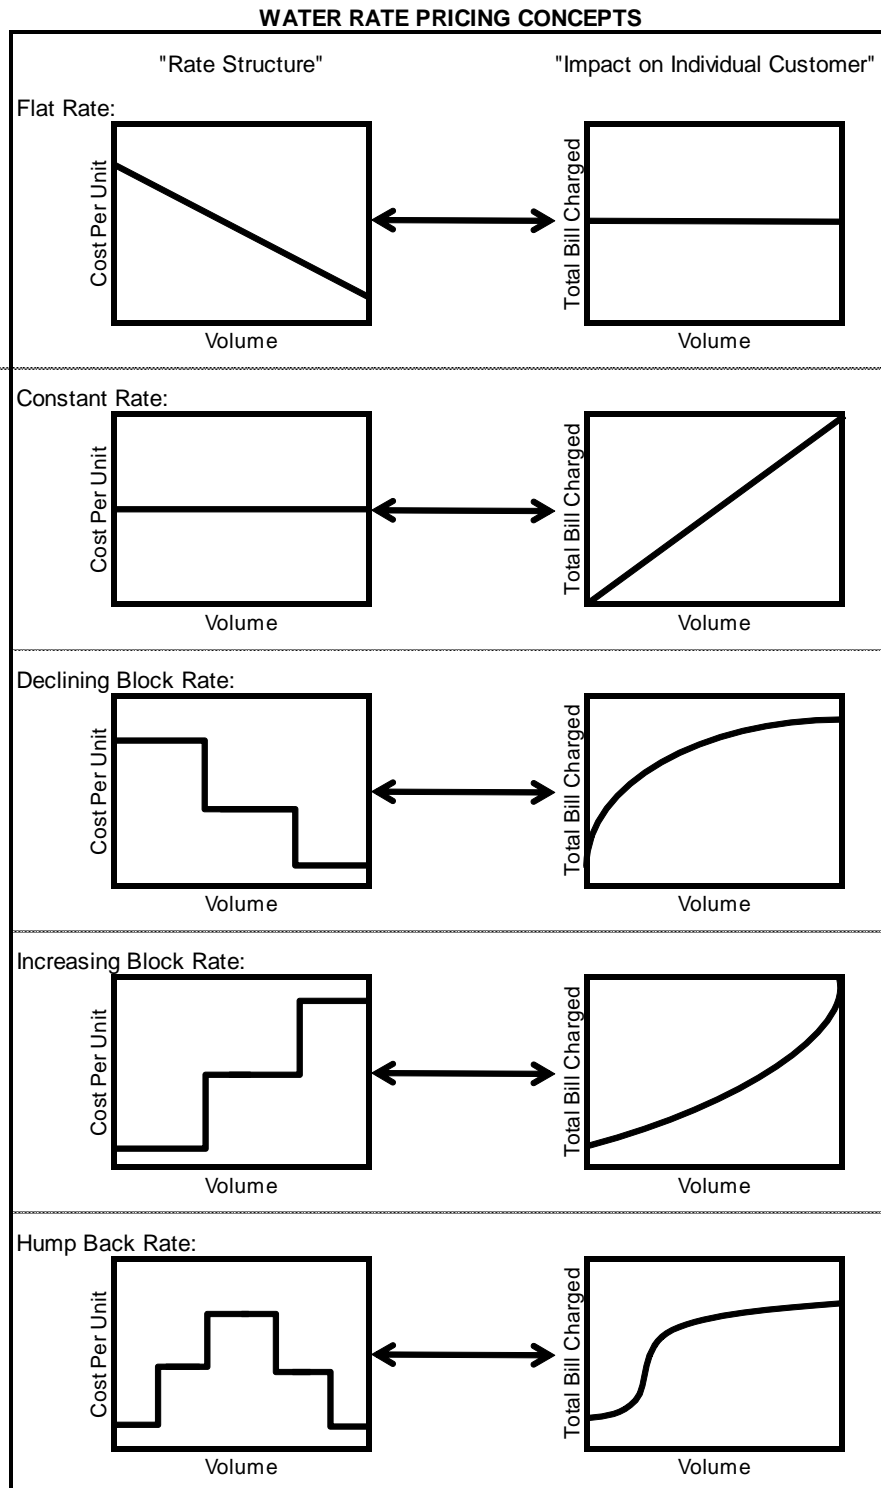 WATER RATE PRICING CONCEPTS
"Rate Structure"
"Impact on Individual Customer"
Flat Rate:
Cost Per Unit
Volume
Total Bill Charged
Volume
Constant Rate:
Cost Per Unit
Volume
Total Bill Charged
Volume
Declining Block Rate:
Cost Per Unit
Volume
Total Bill Charged
Volume
Increasing Block Rate:
Cost Per Unit
Volume
Total Bill Charged
Volume
Hump Back Rate:
Cost Per Unit
Volume
Total Bill Charged
Volume